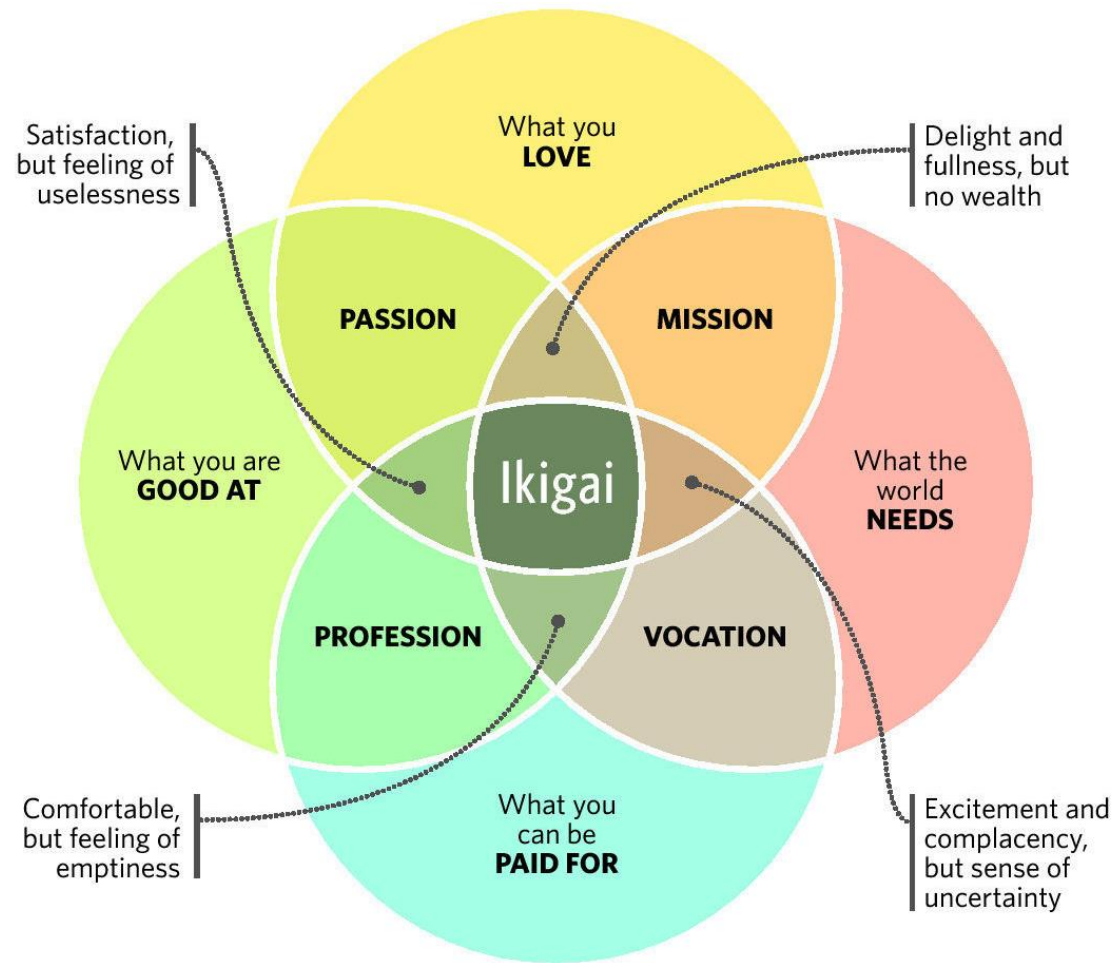 What you
LOVE
Satisfaction,
but feeling of
uselessness
Delight and
fullness, but
no wealth
PASSION
MISSION
What you are
GOOD AT
Ikigai
What the
world
NEEDS
PROFESSION
VOCATION
Comfortable,
but feeling of
emptiness
What you
can be
PAID FOR
Excitement and
complacency,
but sense of
uncertainty